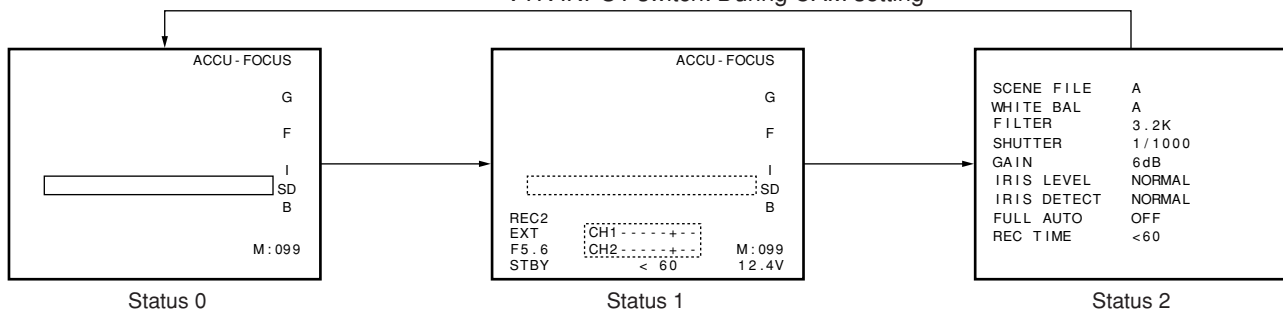 ACCU-FOCUS
G
F
I
SD
B
M:099
Status 0
ACCU-FOCUS
G
F
I
SD
B
REC2
EXT CH1-----+--
F5.6 CH2-----+-- M:099
STBY < 60 12.4V
Status 1
SCENE FILE A
WHITE BAL A
FILTER 3.2K
SHUTTER 1/1000
GAIN 6dB
IRIS LEVEL NORMAL
IRIS DETECT NORMAL
FULL AUTO OFF
REC TIME <60
Status 2